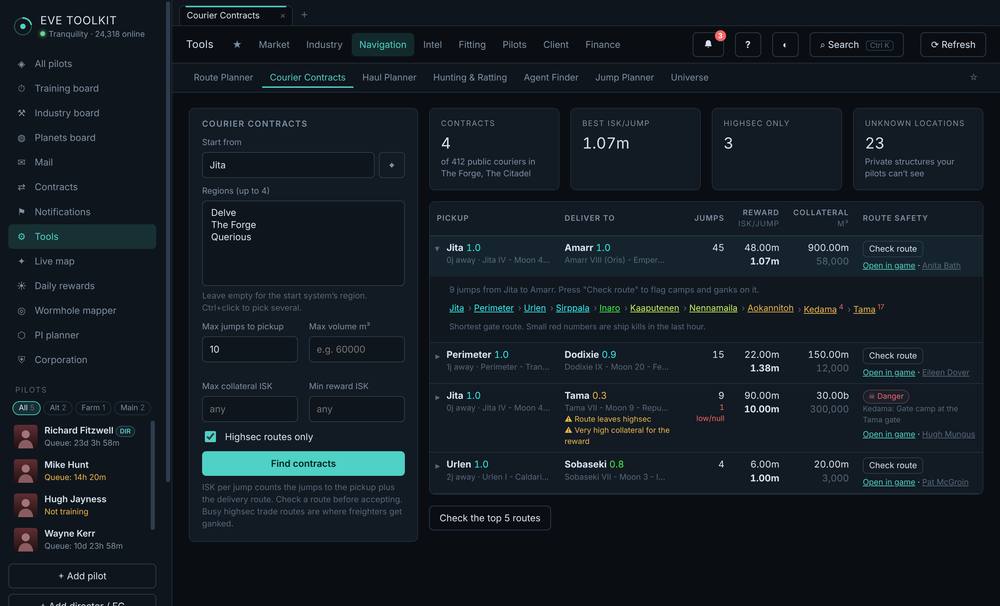 EVE TOOLKIT
Tranquility · 24,318 online
All pilots
Training board
Industry board
Planets board
Mail
Contracts
Notifications
Tools
Live map
Daily rewards
Wormhole mapper
PI planner
Corporation
PILOTS
All 5 Alt 2 Farm 1 Main 2
Richard Fitzwell DIR
Queue: 23d 3h 58m
Mike Hunt
Queue: 14h 20m
Hugh Jayness
Not training
Wayne Kerr
Queue: 10d 23h 58m
+ Add pilot
+ Add director / FC
Courier Contracts × +
Tools ★ Market Industry Navigation Intel Fitting Pilots Client Finance 3 ? Search Ctrl K Refresh
Route Planner Courier Contracts Haul Planner Hunting & Ratting Agent Finder Jump Planner Universe
COURIER CONTRACTS
Start from
Jita
Regions (up to 4)
Delve
The Forge
Querious
Leave empty for the start system's region.
Ctrl+click to pick several.
Max jumps to pickup Max volume m³
10 e.g. 60000
Max collateral ISK Min reward ISK
any any
Highsec routes only
Find contracts
ISK per jump counts the jumps to the pickup plus
the delivery route. Check a route before accepting.
Busy highsec trade routes are where freighters get
ganked.
CONTRACTS
4
of 412 public couriers in
The Forge, The Citadel
BEST ISK/JUMP
1.07m
HIGHSEC ONLY
3
UNKNOWN LOCATIONS
23
Private structures your
pilots can't see
PICKUP DELIVER TO JUMPS REWARD COLLATERAL ROUTE SAFETY
ISK/JUMP M³
Jita 1.0 Amarr 1.0 45 48.00m 900.00m Check route
0j away · Jita IV - Moon 4... Amarr VIII (Oris) - Emper... 1.07m 58,000 Open in game · Anita Bath
9 jumps from Jita to Amarr. Press "Check route" to flag camps and ganks on it.
Jita › Perimeter › Urlen › Sirppala › Inaro › Kaaputenen › Nennamaila › Aokannitoh › Kedama 4 › Tama 17
Shortest gate route. Small red numbers are ship kills in the last hour.
Perimeter 1.0 Dodixie 0.9 15 22.00m 150.00m Check route
1j away · Perimeter - Tran... Dodixie IX - Moon 20 - Fe... 1.38m 12,000 Open in game · Eileen Dover
Jita 1.0 Tama 0.3 9 90.00m 30.00b Danger
0j away · Jita IV - Moon 4... Tama VII - Moon 9 - Repu... 1 low/null 10.00m 300,000 Kedama: Gate camp at the Tama gate
⚠ Route leaves highsec
⚠ Very high collateral for the
reward
Open in game · Hugh Mungus
Urlen 1.0 Sobaseki 0.8 4 6.00m 20.00m Check route
2j away · Urlen I - Caldari... Sobaseki VII - Moon 3 - I... 1.00m 3,000 Open in game · Pat McGroin
Check the top 5 routes